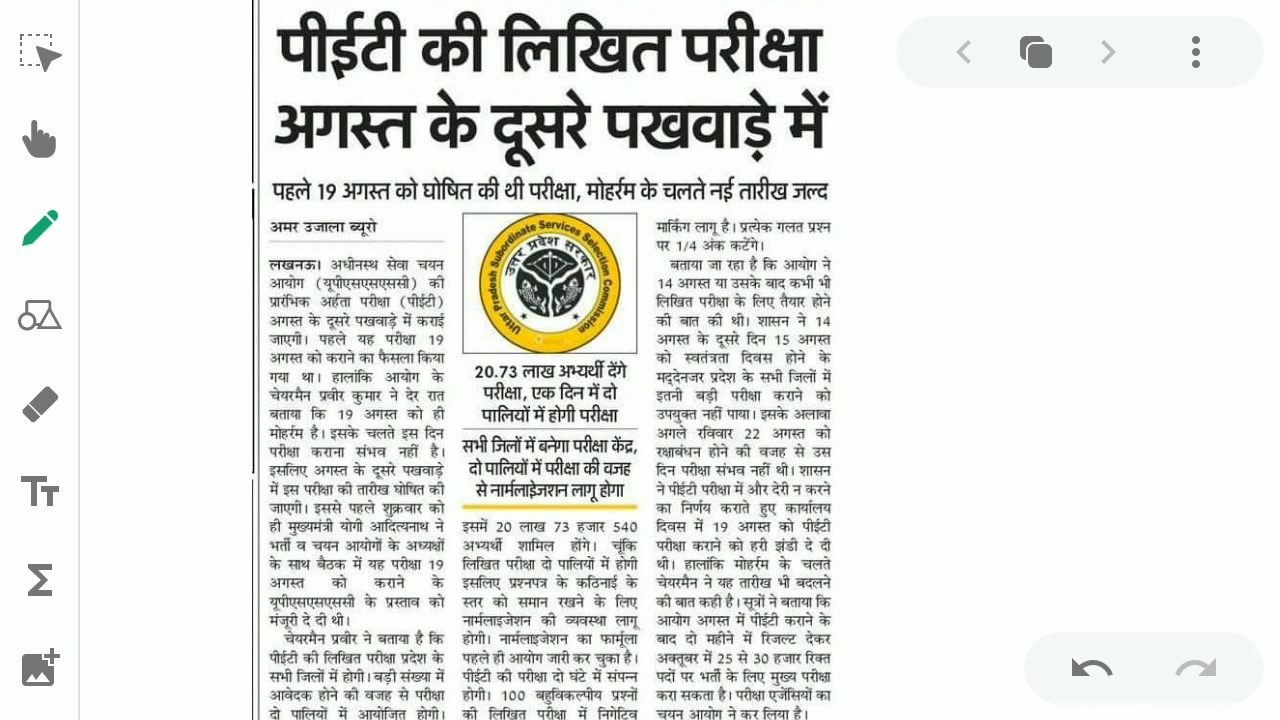 पीईटी की लिखित परीक्षा
अगस्त के दूसरे पखवाड़े में
पहले 19 अगस्त को घोषित की थी परीक्षा, मोहर्रम के चलते नई तारीख जल्द
अमर उजाला ब्यूरो
लखनऊ। अधीनस्थ सेवा चयन
आयोग (यूपीएसएसएससी) की
प्रारंभिक अर्हता परीक्षा (पीईटी)
अगस्त के दूसरे पखवाड़े में कराई
जाएगी। पहले यह परीक्षा 19
अगस्त को कराने का फैसला किया
गया था। हालांकि आयोग के
चेयरमैन प्रवीर कुमार ने देर रात
बताया कि 19 अगस्त को ही
मोहर्रम है। इसके चलते इस दिन
परीक्षा कराना संभव नहीं है।
इसलिए अगस्त के दूसरे पखवाड़े
में इस परीक्षा की तारीख घोषित की
जाएगी। इससे पहले शुक्रवार को
ही मुख्यमंत्री योगी आदित्यनाथ ने
भर्ती व चयन आयोगों के अध्यक्षों
के साथ बैठक में यह परीक्षा 19
अगस्त को कराने के
यूपीएसएसएससी के प्रस्ताव को
मंजूरी दे दी थी।
चेयरमैन प्रवीर ने बताया है कि
पीईटी की लिखित परीक्षा प्रदेश के
सभी जिलों में होगी। बड़ी संख्या में
आवेदक होने की वजह से परीक्षा
दो पालियों में आयोजित होगी।
Uttar Pradesh Subordinate Services Selection Commission
उत्तर प्रदेश सरकार
20.73 लाख अभ्यर्थी देंगे
परीक्षा, एक दिन में दो
पालियों में होगी परीक्षा
सभी जिलों में बनेगा परीक्षा केंद्र,
दो पालियों में परीक्षा की वजह
से नार्मलाइेजशन लागू होगा
इसमें 20 लाख 73 हजार 540
अभ्यर्थी शामिल होंगे। चूंकि
लिखित परीक्षा दो पालियों में होगी
इसलिए प्रश्नपत्र के कठिनाई के
स्तर को समान रखने के लिए
नार्मलाइजेशन की व्यवस्था लागू
होगी। नार्मलाइजेशन का फार्मूला
पहले ही आयोग जारी कर चुका है।
पीईटी की परीक्षा दो घंटे में संपन्न
होगी। 100 बहुविकल्पीय प्रश्नों
की लिखित परीक्षा में निगेटिव
मार्किंग लागू है। प्रत्येक गलत प्रश्न
पर 1/4 अंक कटेंगे।
बताया जा रहा है कि आयोग ने
14 अगस्त या उसके बाद कभी भी
लिखित परीक्षा के लिए तैयार होने
की बात की थी। शासन ने 14
अगस्त के दूसरे दिन 15 अगस्त
को स्वतंत्रता दिवस होने के
मद्देनजर प्रदेश के सभी जिलों में
इतनी बड़ी परीक्षा कराने को
उपयुक्त नहीं पाया। इसके अलावा
अगले रविवार 22 अगस्त को
रक्षाबंधन होने की वजह से उस
दिन परीक्षा संभव नहीं थी। शासन
ने पीईटी परीक्षा में और देरी न करने
का निर्णय कराते हुए कार्यालय
दिवस में 19 अगस्त को पीईटी
परीक्षा कराने को हरी झंडी दे दी
थी। हालांकि मोहर्रम के चलते
चेयरमैन ने यह तारीख भी बदलने
की बात कही है। सूत्रों ने बताया कि
आयोग अगस्त में पीईटी कराने के
बाद दो महीने में रिजल्ट देकर
अक्तूबर में 25 से 30 हजार रिक्त
पदों पर भर्ती के लिए मुख्य परीक्षा
करा सकता है। परीक्षा एजेंसियों का
चयन आयोग ने कर लिया है।